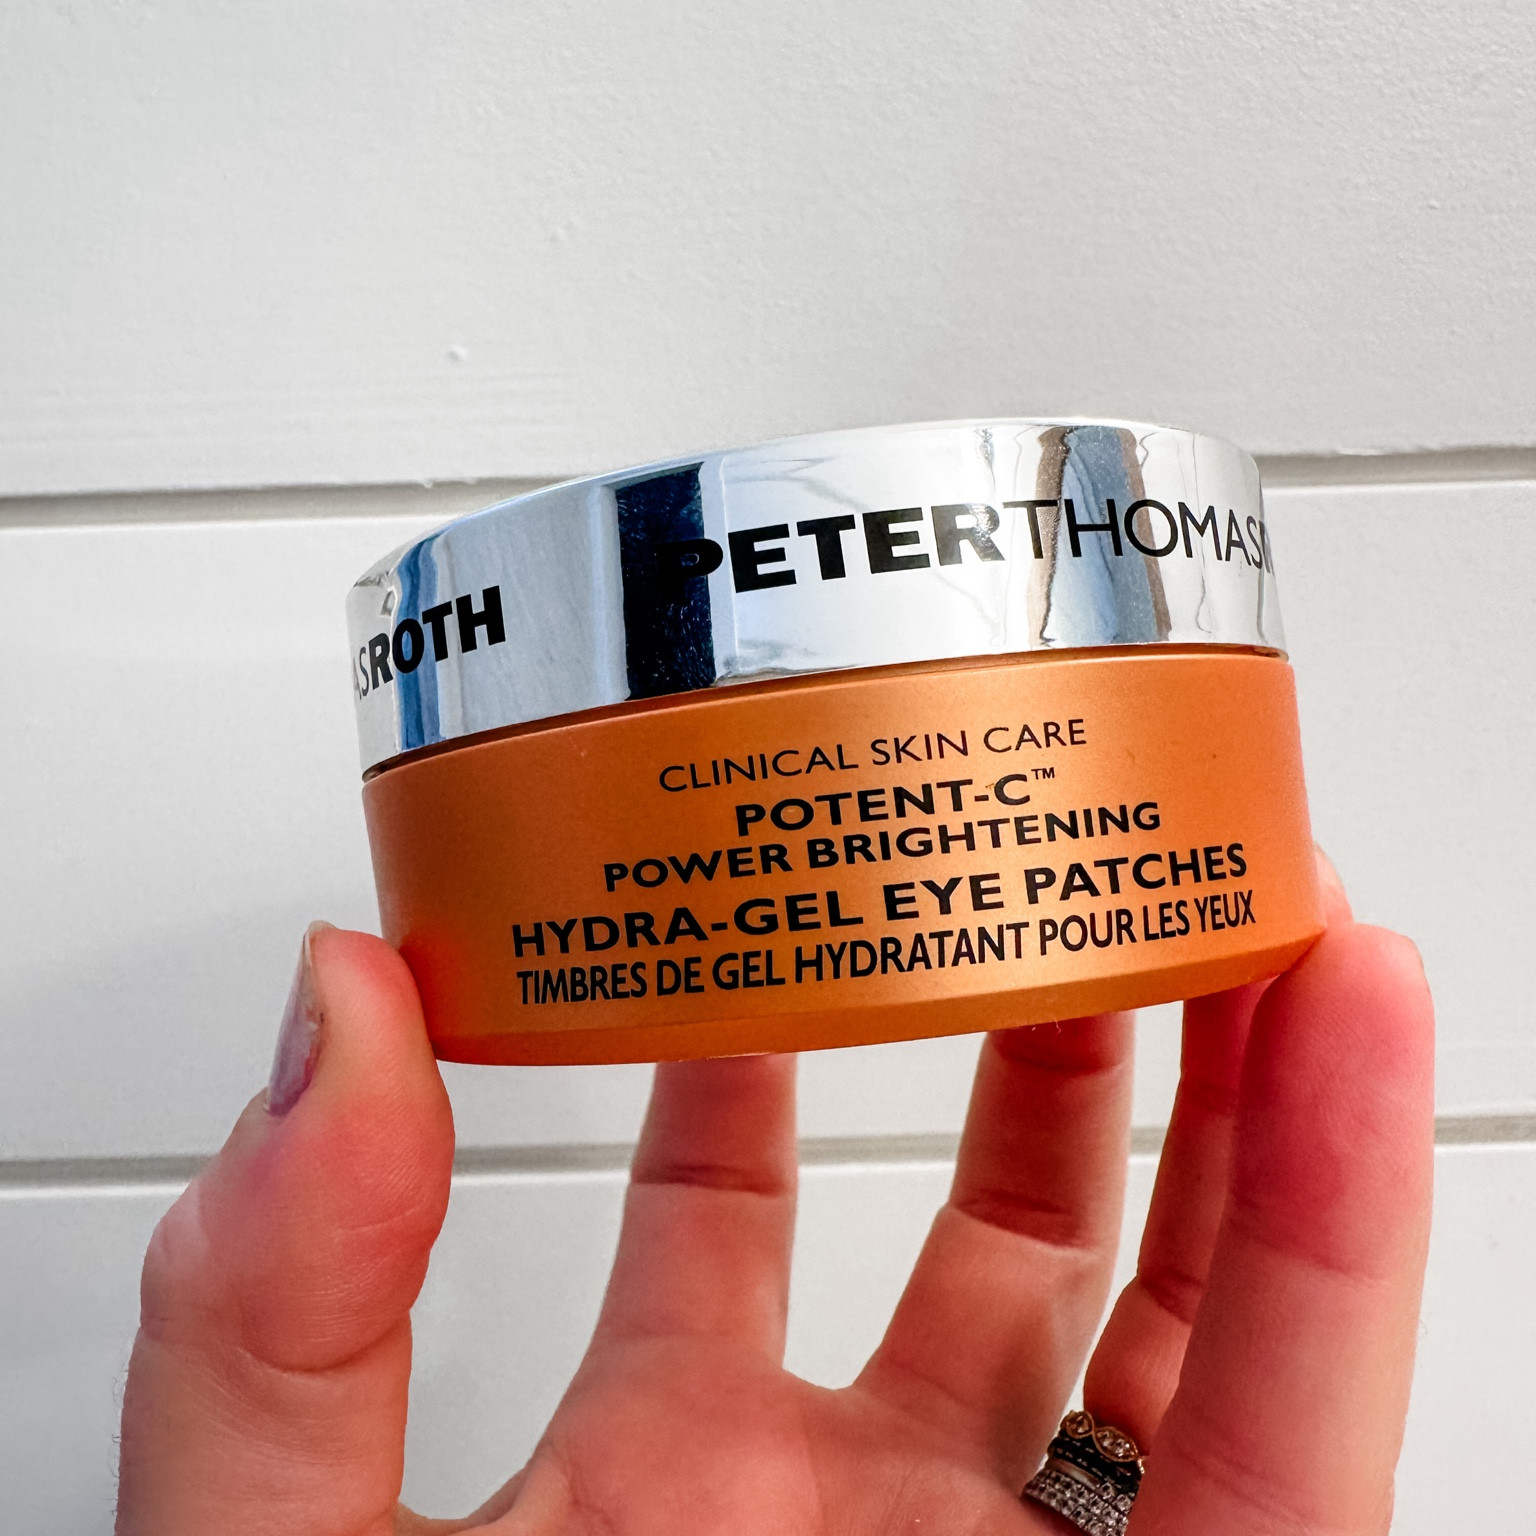 ASROTH PETERTHOMASR
CLINICAL SKIN CARE
POTENT-C™
POWER BRIGHTENING
HYDRA-GEL EYE PATCHES
TIMBRES DE GEL HYDRATANT POUR LES YEUX